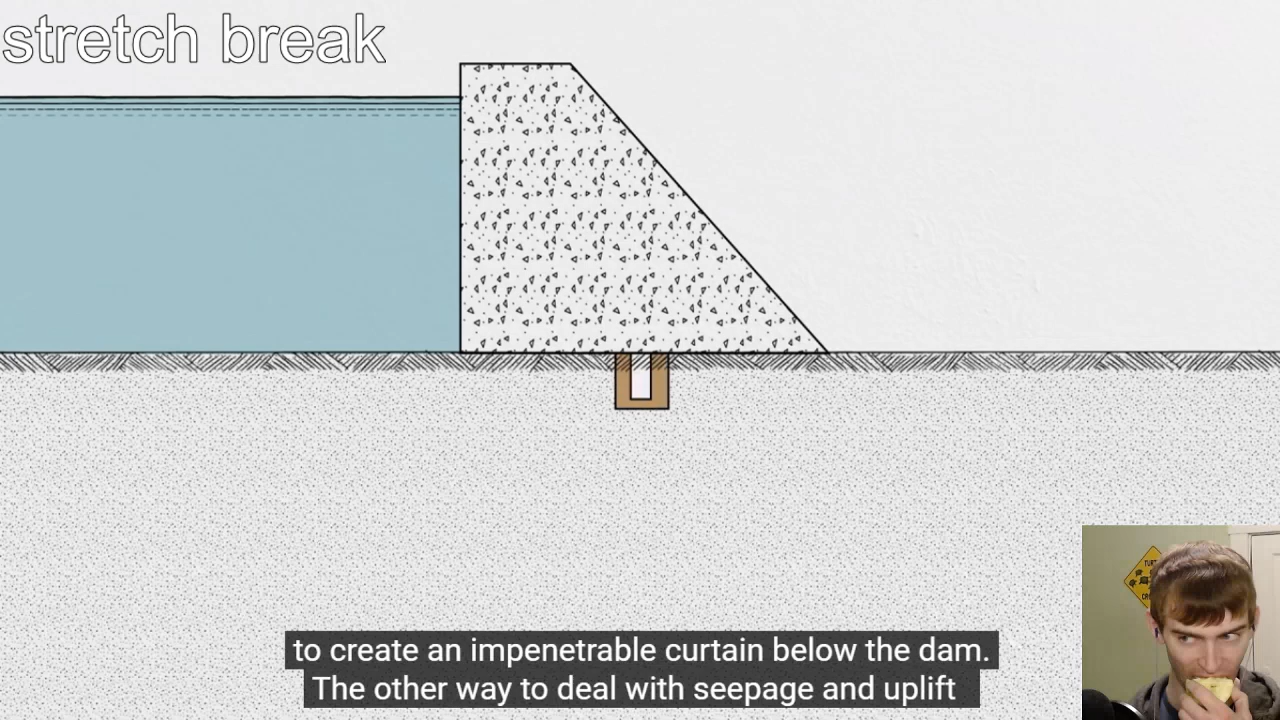 stretch break
to create an impenetrable curtain below the dam.
The other way to deal with seepage and uplift